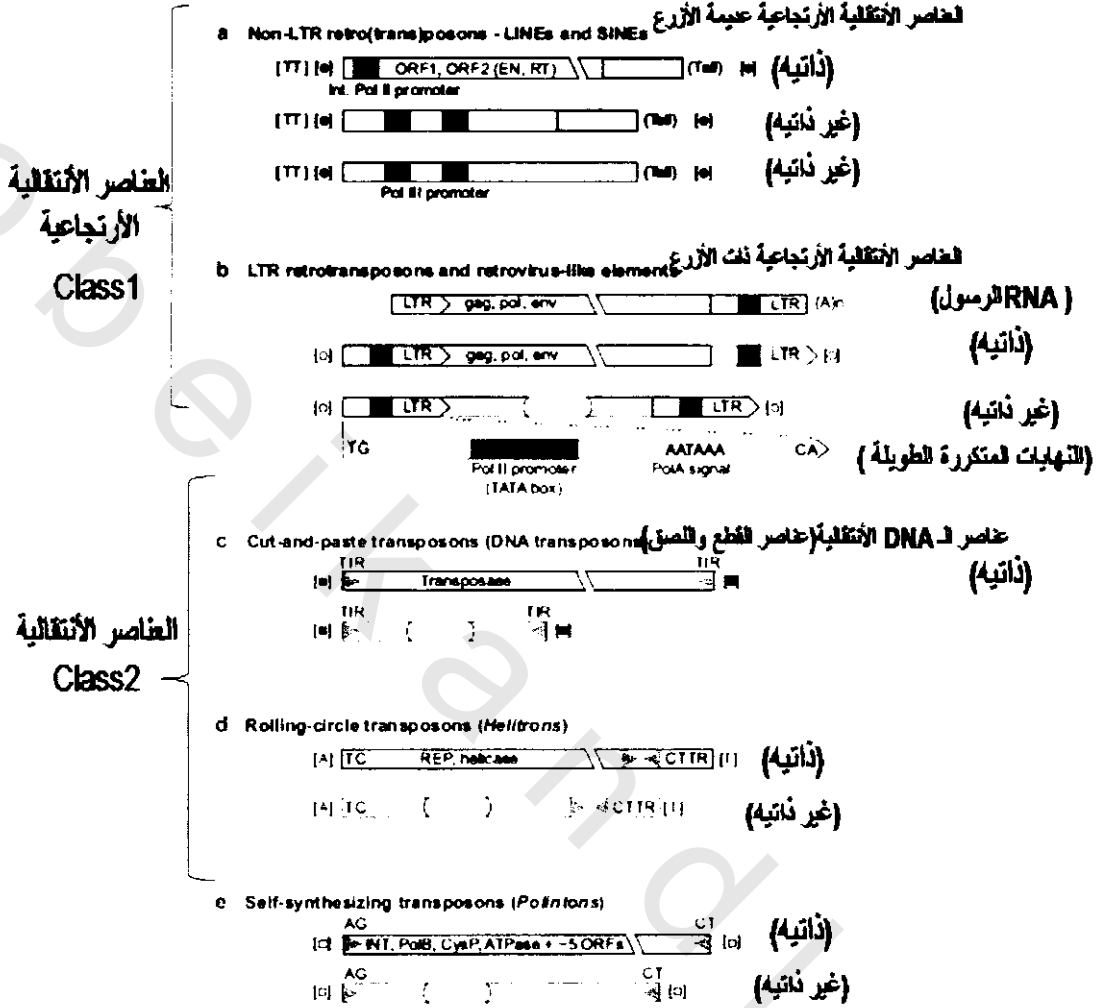 العناصر الأنتقالية الأرتجاعية عديمة الأزرع
a Non-LTR retro(trans)posons - LINEs and SINEs
[TT] ORF1, ORF2 (EN, RT) (ذاتيه)
Int. Pol II promoter
[TT] (غير ذاتيه)
[TT] (غير ذاتيه)
Pol III promoter
العناصر الأنتقالية
الأرتجاعية
Class1
العناصر الأنتقالية الأرتجاعية ذات الأزرع
b LTR retrotransposons and retrovirus-like elements
LTR gag, pol, env LTR (A)n (الرسول RNA)
LTR gag, pol, env LTR (ذاتيه)
LTR LTR (غير ذاتيه)
TG AATAAA CA (النهايات المتكررة الطويلة)
Pol II promoter PolA signal
(TATA box)
عناصر الـ DNA الأنتقالية(عناصر القطع واللصق)
c Cut-and-paste transposons (DNA transposons
TIR TIR
Transposase (ذاتيه)
TIR TIR
العناصر الأنتقالية
Class2
d Rolling-circle transposons (Helitrons)
[A] TC REP, helicase CTTR [T] (ذاتيه)
[A] TC CTTR [T] (غير ذاتيه)
e Self-synthesizing transposons (Polintons)
AG CT
INT, PolB, CysP, ATPase + ~5 ORFs (ذاتيه)
AG CT
(غير ذاتيه)
obeikandl